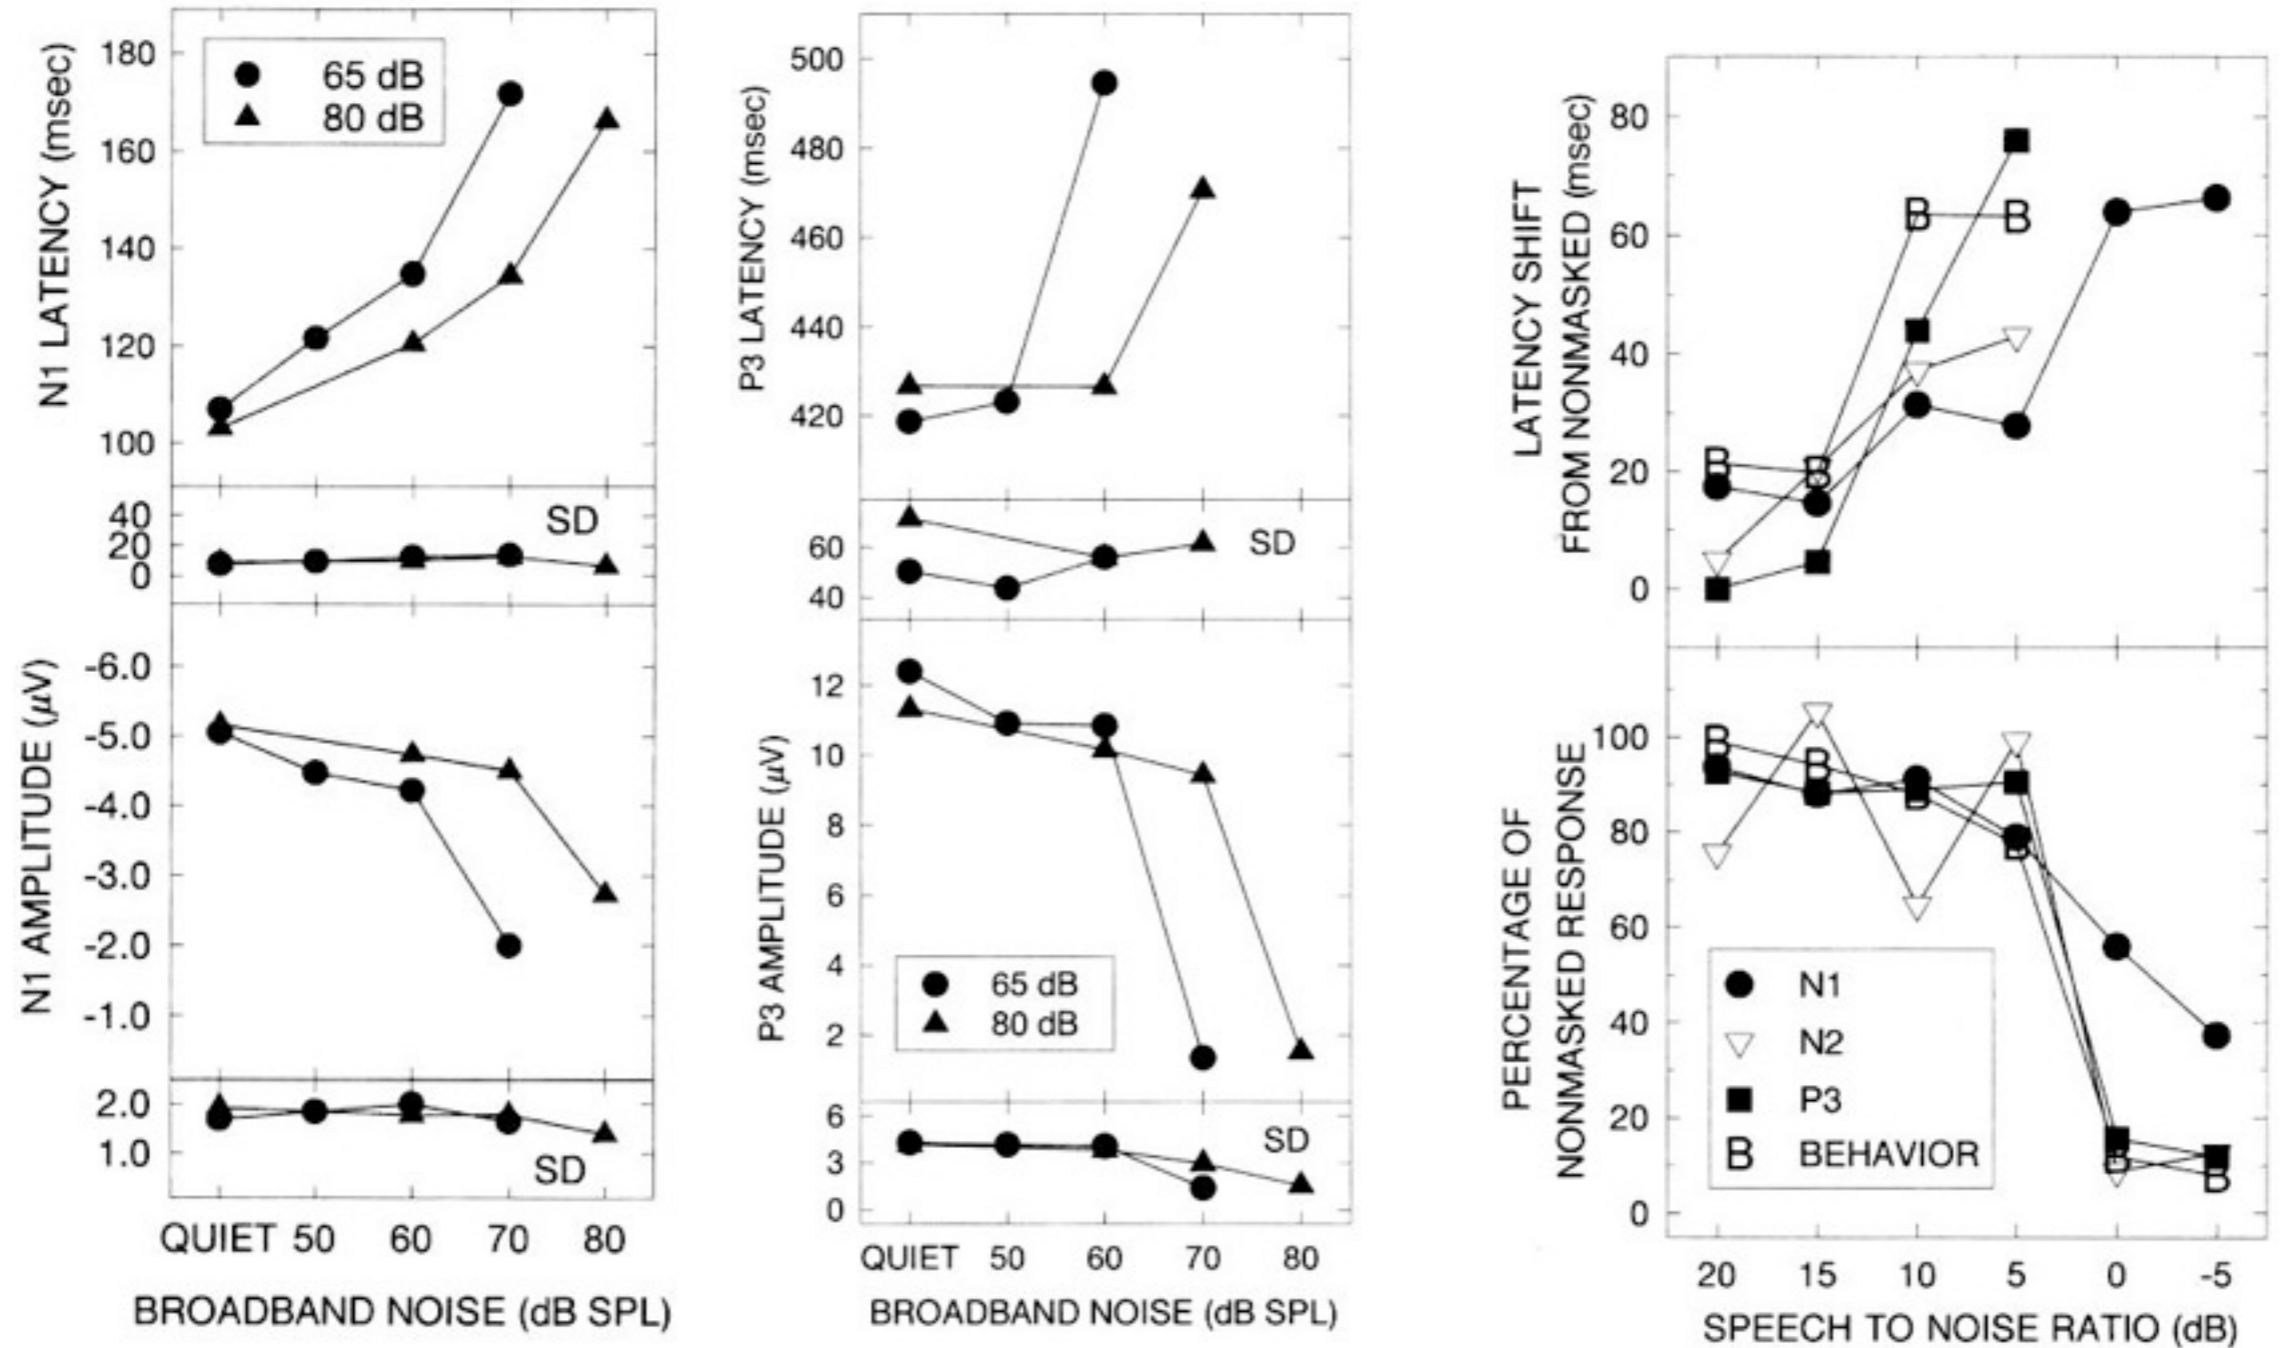 N1 LATENCY (msec)
180
160
140
120
100
65 dB
80 dB
40
20
0
SD
N1 AMPLITUDE (μV)
-6.0
-5.0
-4.0
-3.0
-2.0
-1.0
2.0
1.0
SD
QUIET 50 60 70 80
BROADBAND NOISE (dB SPL)
P3 LATENCY (msec)
500
480
460
440
420
60
40
SD
P3 AMPLITUDE (μV)
12
10
8
6
4
2
65 dB
80 dB
6
3
0
SD
QUIET 50 60 70 80
BROADBAND NOISE (dB SPL)
LATENCY SHIFT
FROM NONMASKED (msec)
80
60
40
20
0
B B B B
PERCENTAGE OF
NONMASKED RESPONSE
100
80
60
40
20
0
B B B B B B
N1
N2
P3
B BEHAVIOR
20 15 10 5 0 -5
SPEECH TO NOISE RATIO (dB)